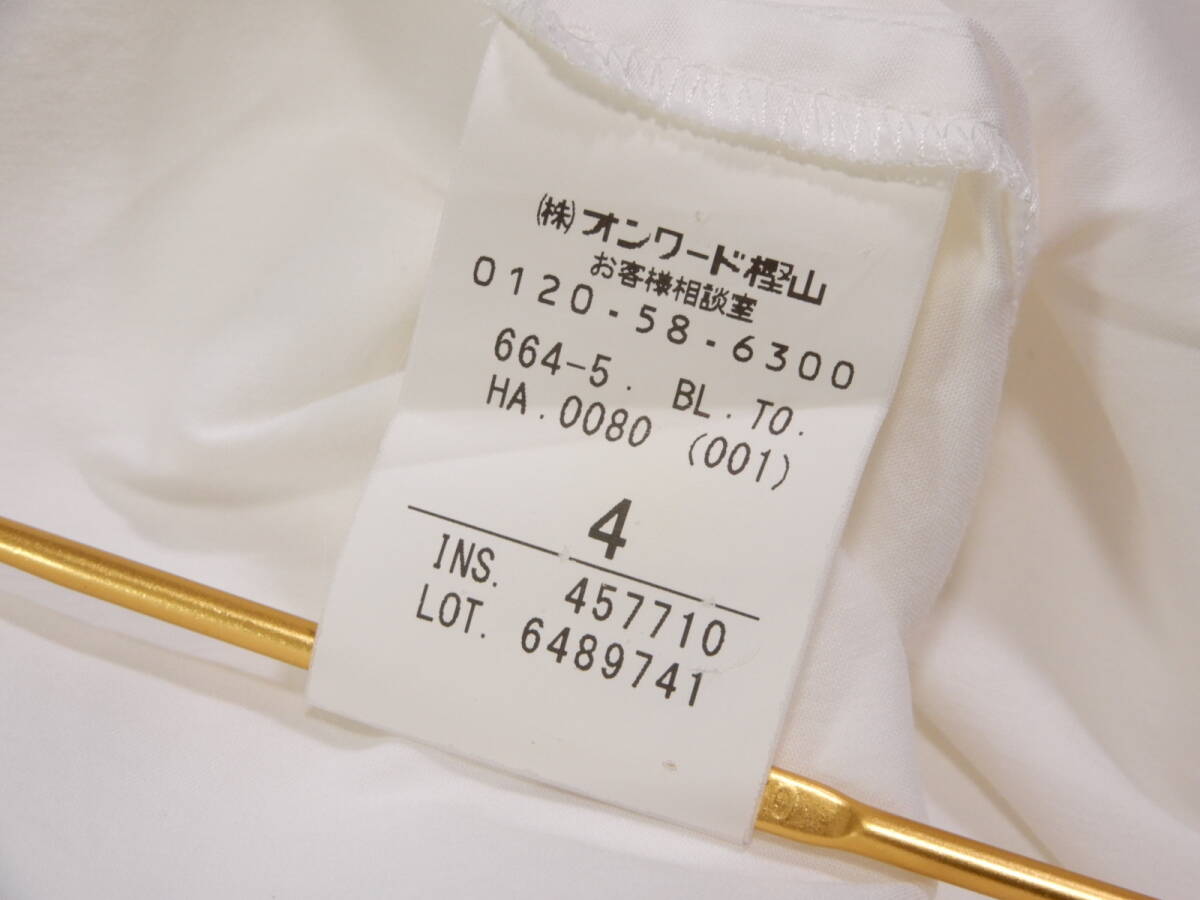 (株)オンワード樫山
お客様相談室
0120-58-6300
664-5. BL.TO.
HA.0080 (001)
4
INS. 457710
LOT. 6489741